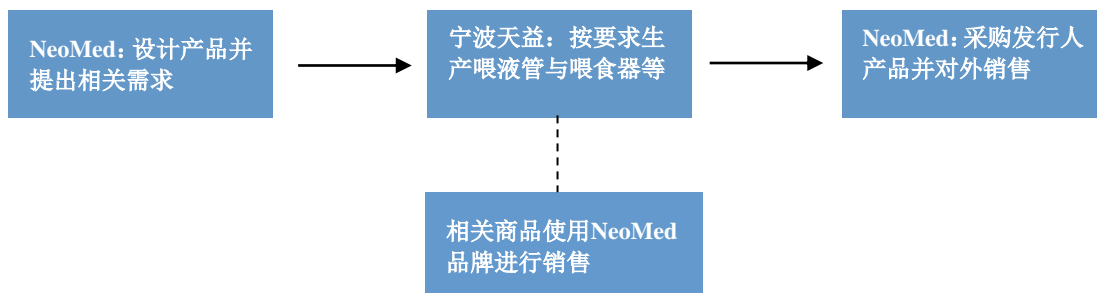 NeoMed：设计产品并
提出相关需求
宁波天益：按要求生
产喂液管与喂食器等
NeoMed：采购发行人
产品并对外销售
相关商品使用NeoMed
品牌进行销售